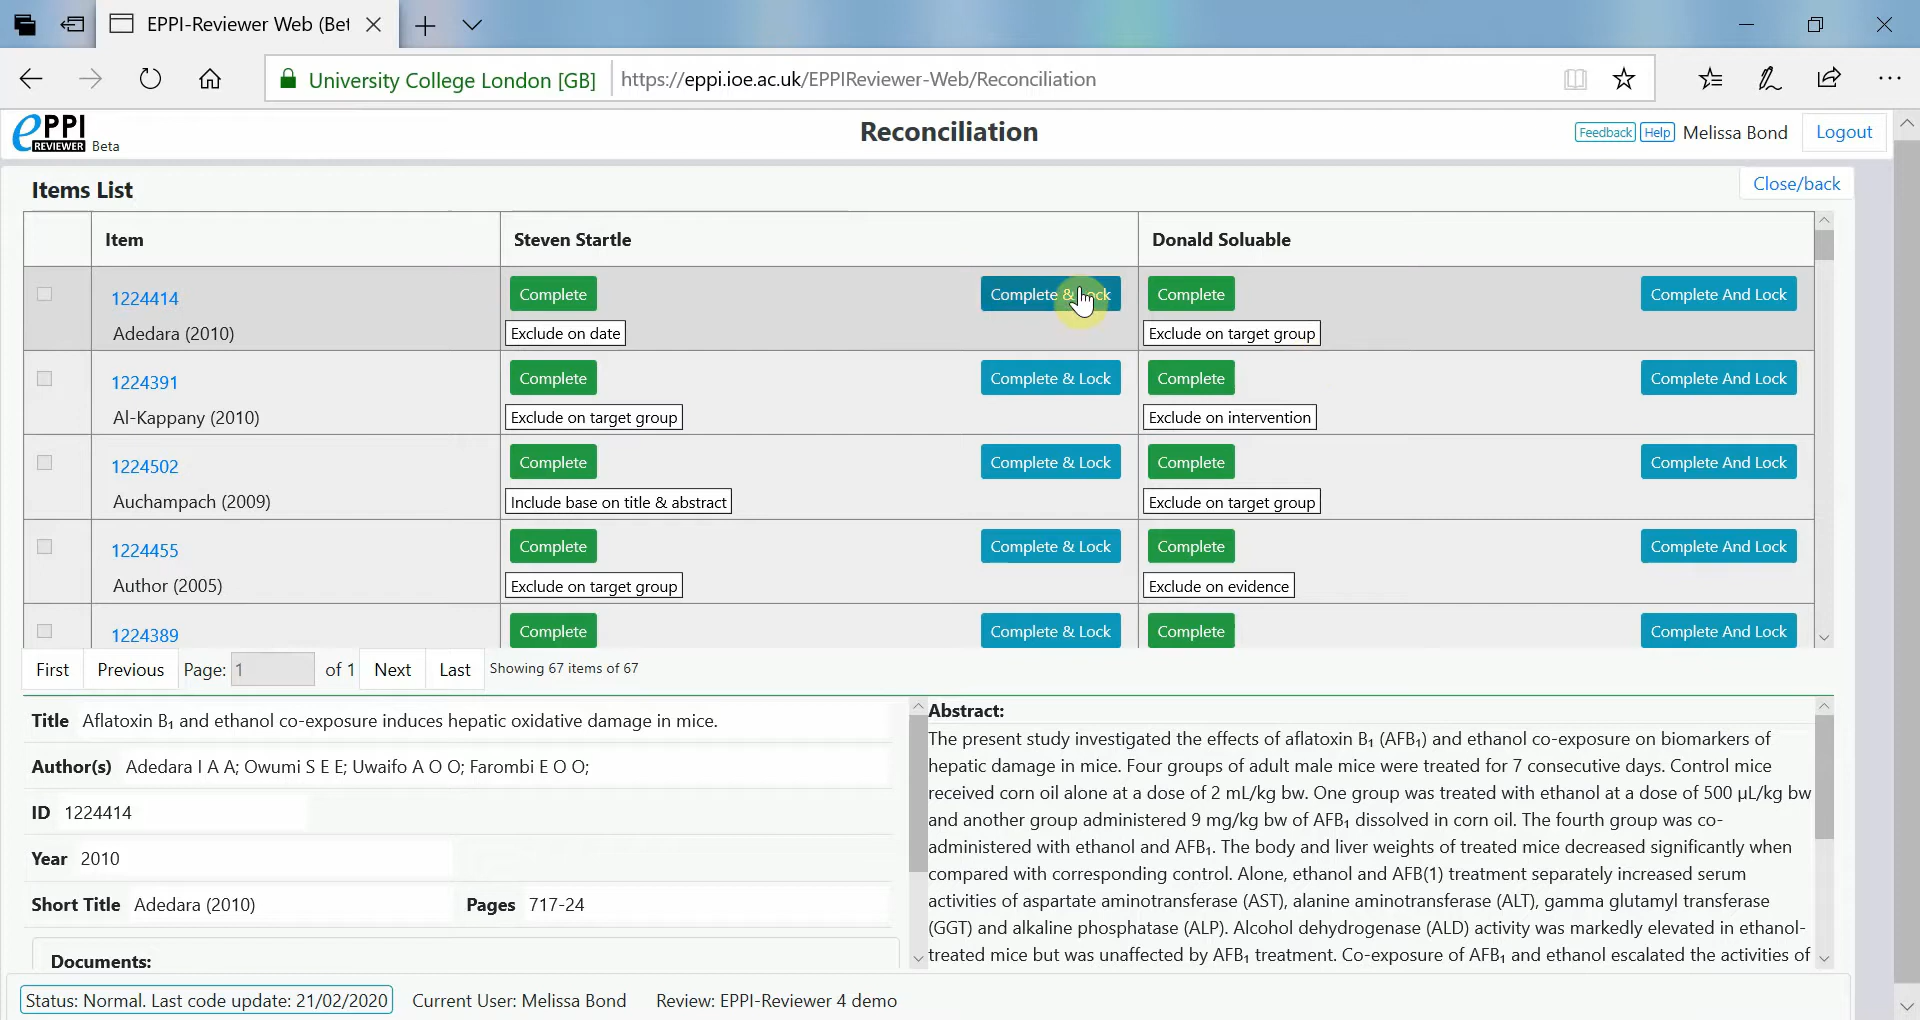 EPPI-Reviewer Web (Bet
University College London [GB] https://eppi.ioe.ac.uk/EPPIReviewer-Web/Reconciliation
ePPI REVIEWER Beta
Reconciliation
Feedback Help Melissa Bond Logout
Items List
Close/back
Item Steven Startle Donald Soluable
1224414 Complete Complete & Lock Complete Complete And Lock
Adedara (2010) Exclude on date Exclude on target group
1224391 Complete Complete & Lock Complete Complete And Lock
Al-Kappany (2010) Exclude on target group Exclude on intervention
1224502 Complete Complete & Lock Complete Complete And Lock
Auchampach (2009) Include base on title & abstract Exclude on target group
1224455 Complete Complete & Lock Complete Complete And Lock
Author (2005) Exclude on target group Exclude on evidence
1224389 Complete Complete & Lock Complete Complete And Lock
First Previous Page: 1 of 1 Next Last Showing 67 items of 67
Title Aflatoxin B₁ and ethanol co-exposure induces hepatic oxidative damage in mice.
Author(s) Adedara I A A; Owumi S E E; Uwaifo A O O; Farombi E O O;
ID 1224414
Year 2010
Short Title Adedara (2010) Pages 717-24
Documents:
Abstract:
The present study investigated the effects of aflatoxin B₁ (AFB₁) and ethanol co-exposure on biomarkers of
hepatic damage in mice. Four groups of adult male mice were treated for 7 consecutive days. Control mice
received corn oil alone at a dose of 2 mL/kg bw. One group was treated with ethanol at a dose of 500 µL/kg bw
and another group administered 9 mg/kg bw of AFB₁ dissolved in corn oil. The fourth group was co-
administered with ethanol and AFB₁. The body and liver weights of treated mice decreased significantly when
compared with corresponding control. Alone, ethanol and AFB(1) treatment separately increased serum
activities of aspartate aminotransferase (AST), alanine aminotransferase (ALT), gamma glutamyl transferase
(GGT) and alkaline phosphatase (ALP). Alcohol dehydrogenase (ALD) activity was markedly elevated in ethanol-
treated mice but was unaffected by AFB₁ treatment. Co-exposure of AFB₁ and ethanol escalated the activities of
Status: Normal. Last code update: 21/02/2020 Current User: Melissa Bond Review: EPPI-Reviewer 4 demo